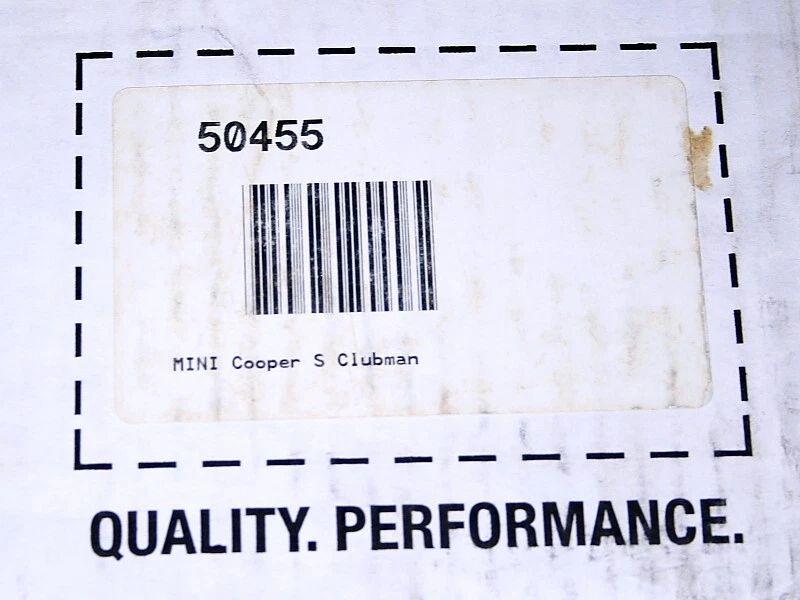 50455
MINI Cooper S Clubman
QUALITY. PERFORMANCE.